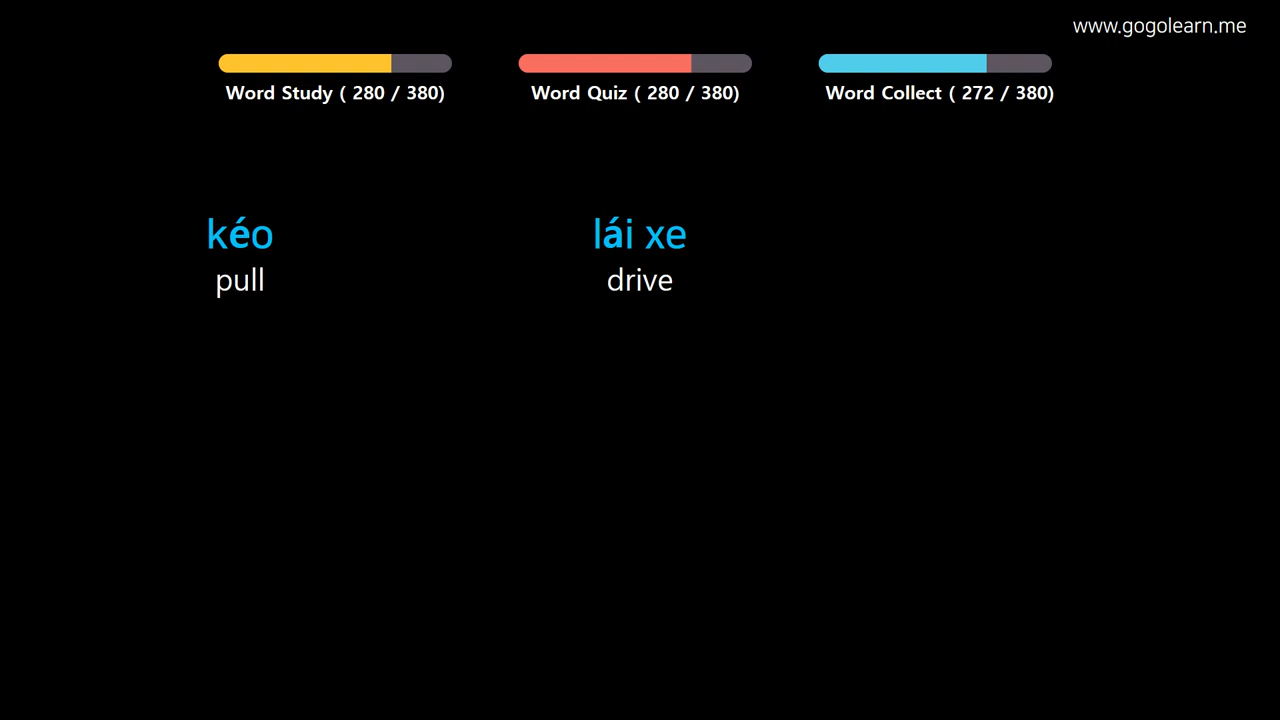 www.gogolearn.me
Word Study ( 280 / 380)
Word Quiz ( 280 / 380)
Word Collect ( 272 / 380)
kéo
lái xe
pull
drive